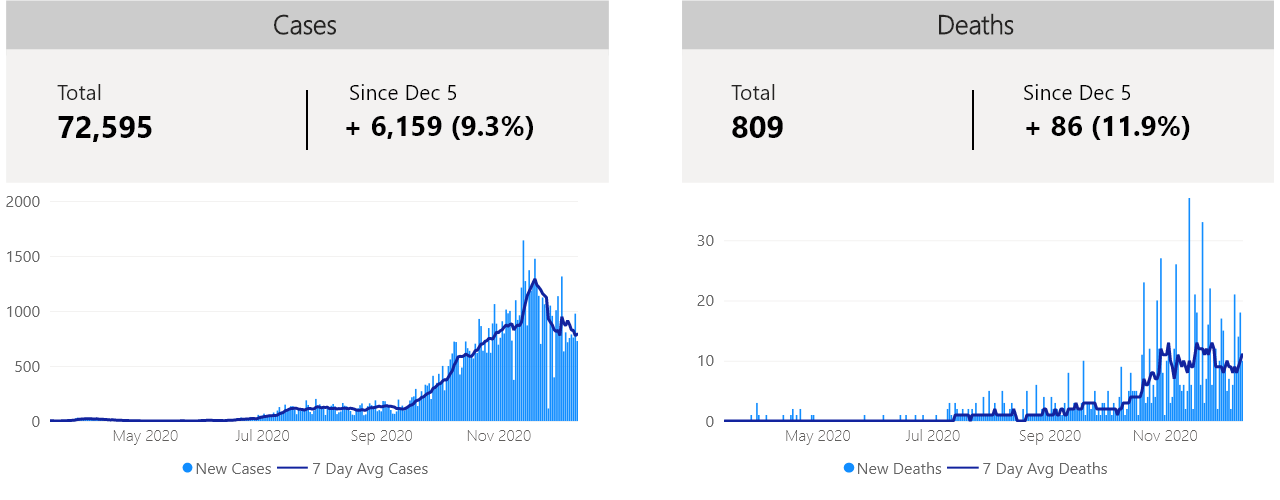 Cases
Total
72,595
Since Dec 5
+ 6,159 (9.3%)
2000
1500
1000
500
0
May 2020 Jul 2020 Sep 2020 Nov 2020
New Cases 7 Day Avg Cases
Deaths
Total
809
Since Dec 5
+ 86 (11.9%)
30
20
10
0
May 2020 Jul 2020 Sep 2020 Nov 2020
New Deaths 7 Day Avg Deaths